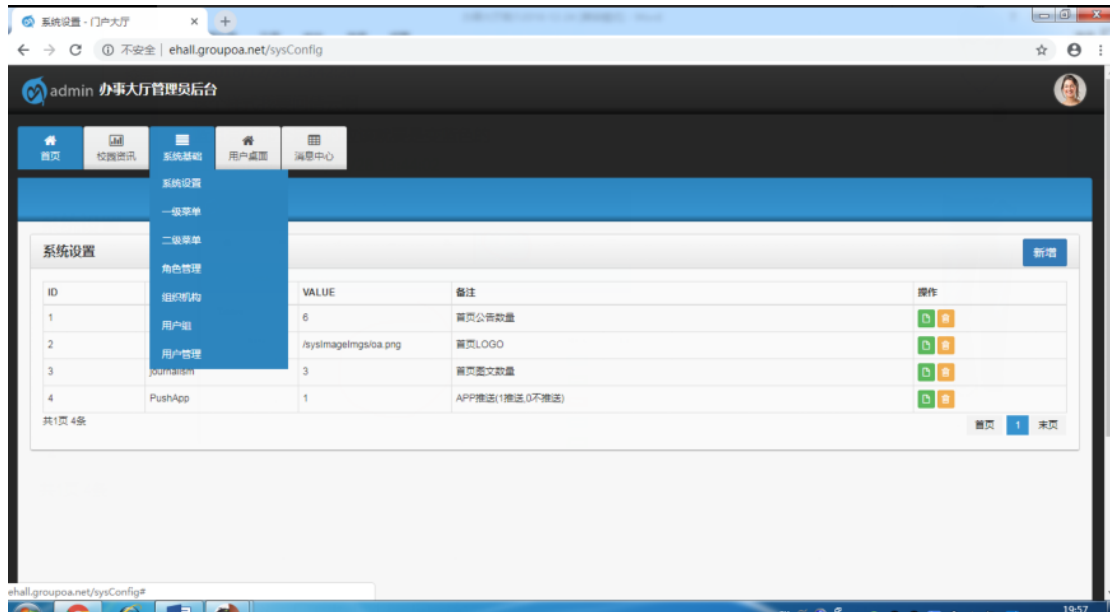 系统设置 - 门户大厅
不安全 | ehall.groupoa.net/sysConfig
admin 办事大厅管理员后台
首页 校园资讯 系统基础 用户桌面 消息中心
系统设置
一级菜单
二级菜单
角色管理
组织机构
用户组
用户管理
系统设置 新增
ID VALUE 备注 操作
1 6 首页公告数量
2 /sysImageImgs/oa.png 首页LOGO
3 journalism 3 首页图文数量
4 PushApp 1 APP推送(1推送,0不推送)
共1页 4条 首页 1 末页
ehall.groupoa.net/sysConfig#
19:57